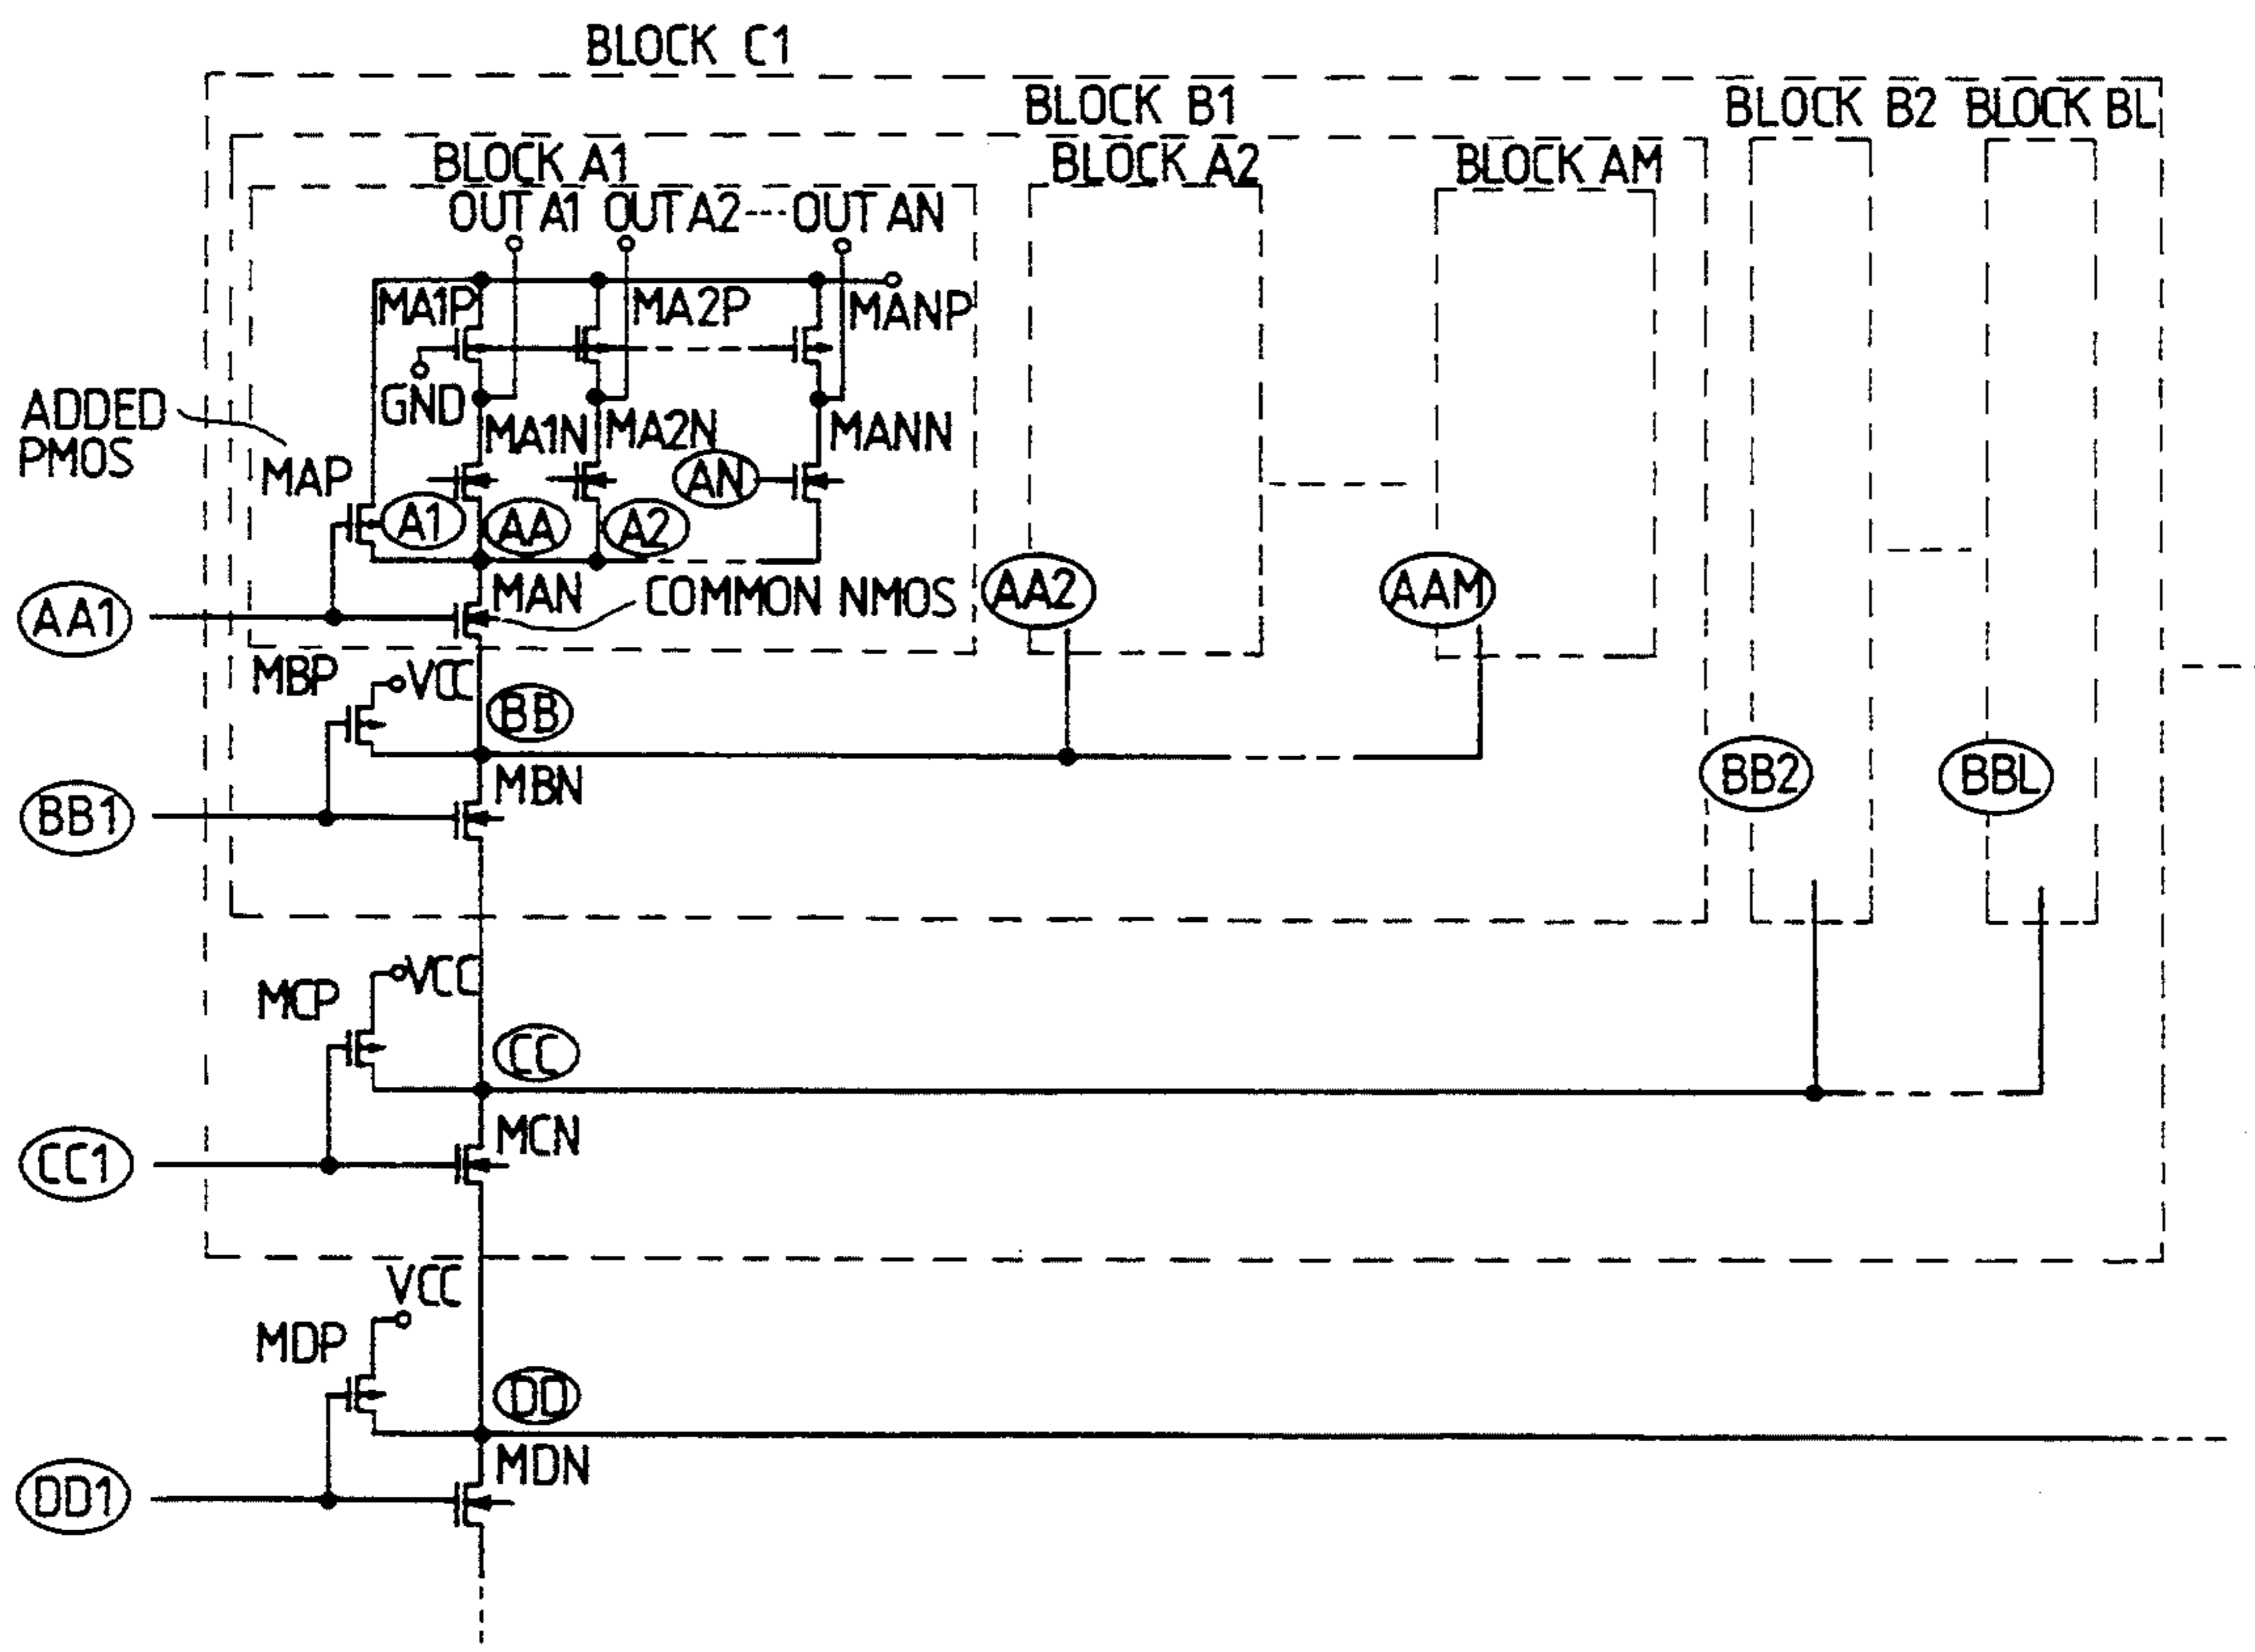 BLOCK C1
BLOCK B1
BLOCK B2
BLOCK BL
BLOCK A1
BLOCK A2
BLOCK AM
OUT A1 OUT A2---OUT AN
MA1P
MA2P
MANP
GND
ADDED
PMOS
MA1N
MA2N
MANN
MAP
AN
A1
AA
A2
AA1
MAN
COMMON NMOS
AA2
AAM
MBP
VCC
BB
BB1
MBN
BB2
BBL
VCC
MCP
CC
CC1
MCN
VCC
MDP
DD
MDN
DD1